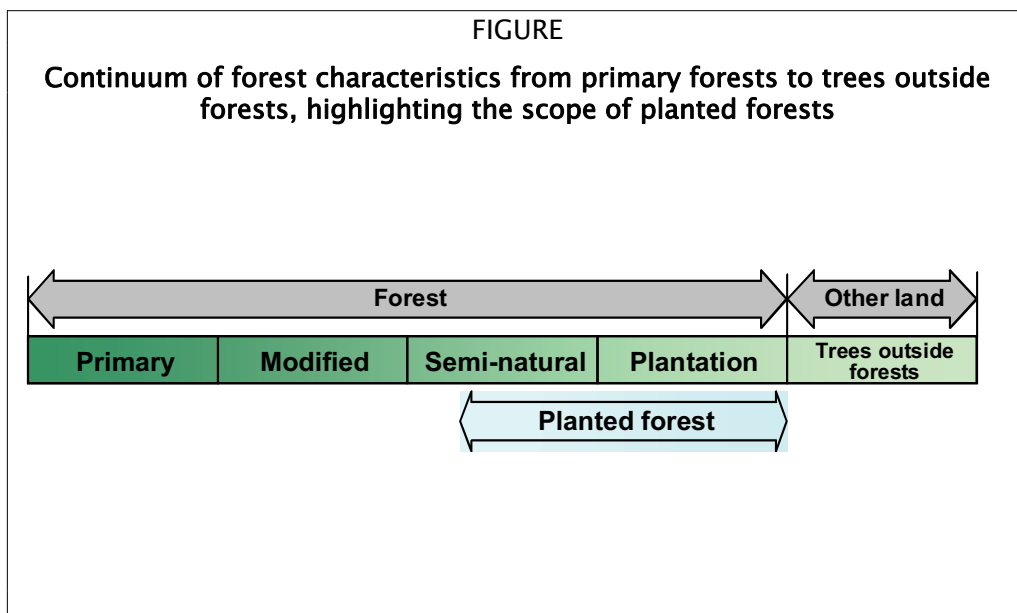 FIGURE
Continuum of forest characteristics from primary forests to trees outside
forests, highlighting the scope of planted forests
Forest
Other land
Primary
Modified
Semi-natural
Plantation
Trees outside
forests
Planted forest